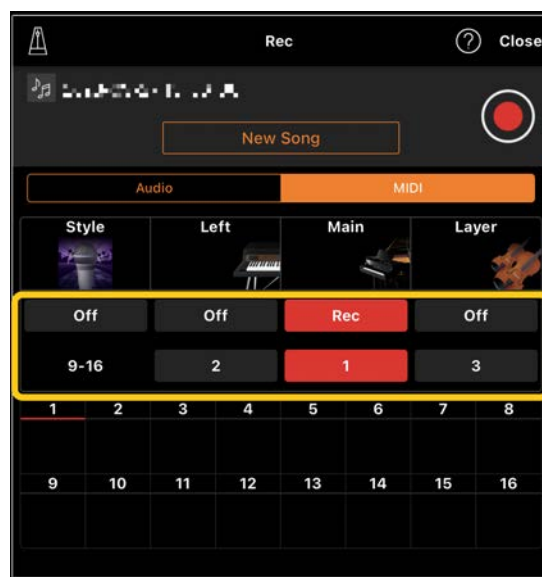 Rec ? Close
New Song
Audio MIDI
Style Left Main Layer
Off Off Rec Off
9-16 2 1 3
1 2 3 4 5 6 7 8
9 10 11 12 13 14 15 16